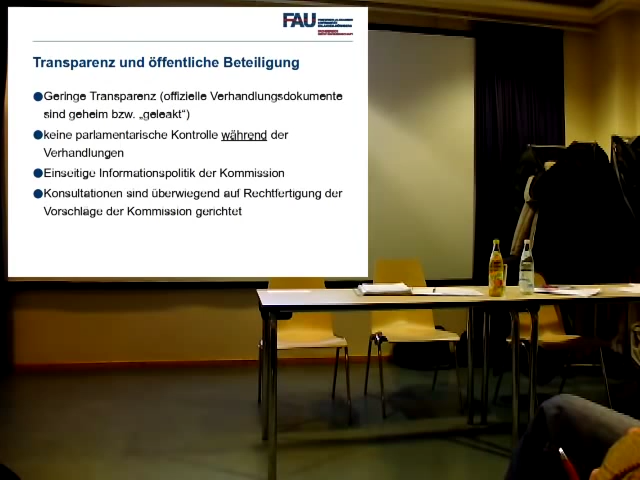 FAU
Transparenz und öffentliche Beteiligung
Geringe Transparenz (offizielle Verhandlungsdokumente
sind geheim bzw. „geleakt“)
keine parlamentarische Kontrolle während der
Verhandlungen
Einseitige Informationspolitik der Kommission
Konsultationen sind überwiegend auf Rechtfertigung der
Vorschläge der Kommission gerichtet